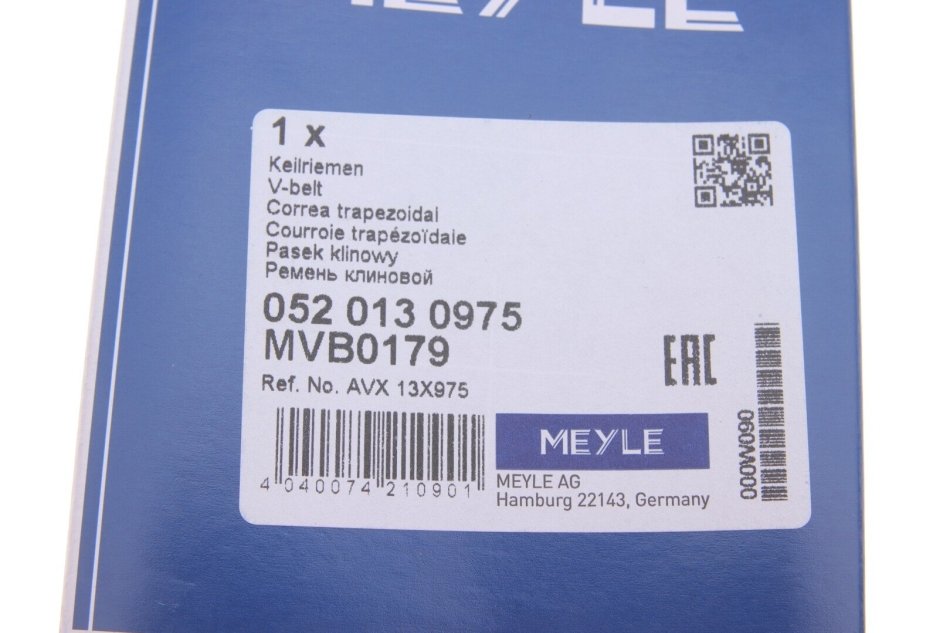 MEYLE
1 x
Keilriemen
V-belt
Correa trapezoidal
Courroie trapézoïdale
Pasek klinowy
Ремень клиновой
052 013 0975
MVB0179
Ref. No. AVX 13X975
EAC
4 040074 210901
MEYLE
MEYLE AG
Hamburg 22143, Germany
000W090